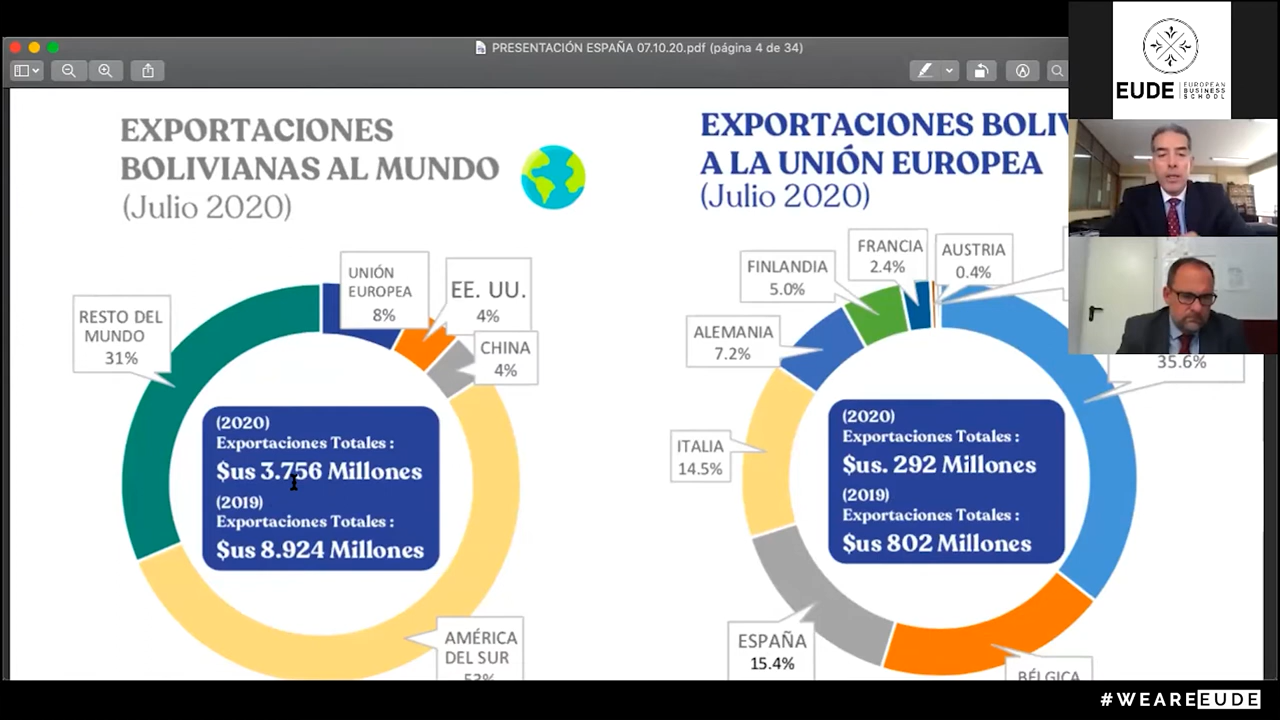 PRESENTACIÓN ESPAÑA 07.10.20.pdf (página 4 de 34)
EUDE EUROPEAN BUSINESS SCHOOL
EXPORTACIONES
BOLIVIANAS AL MUNDO
(Julio 2020)
UNIÓN
EUROPEA
8%
EE. UU.
4%
CHINA
4%
RESTO DEL
MUNDO
31%
(2020)
Exportaciones Totales :
$us 3.756 Millones
(2019)
Exportaciones Totales :
$us 8.924 Millones
AMÉRICA
DEL SUR
53%
EXPORTACIONES BOLIV
A LA UNIÓN EUROPEA
(Julio 2020)
FRANCIA
2.4%
AUSTRIA
0.4%
FINLANDIA
5.0%
ALEMANIA
7.2%
35.6%
ITALIA
14.5%
(2020)
Exportaciones Totales :
$us. 292 Millones
(2019)
Exportaciones Totales :
$us 802 Millones
ESPAÑA
15.4%
BÉLGICA
#WEAREEUDE